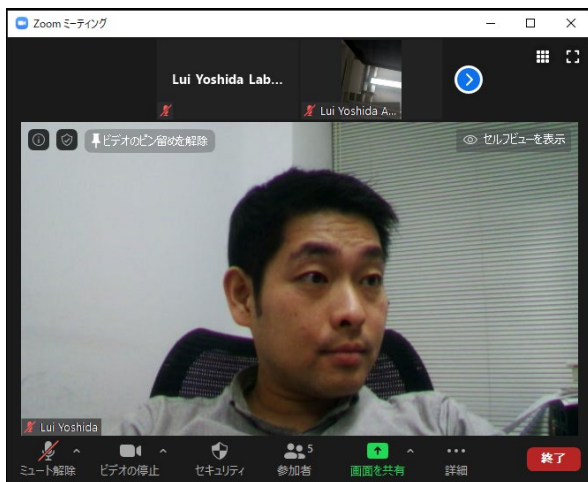 Zoom ミーティング
Lui Yoshida Lab...
Lui Yoshida A...
ビデオのピン留めを解除
セルフビューを表示
Lui Yoshida
5
ミュート解除
ビデオの停止
セキュリティ
参加者
画面を共有
詳細
終了